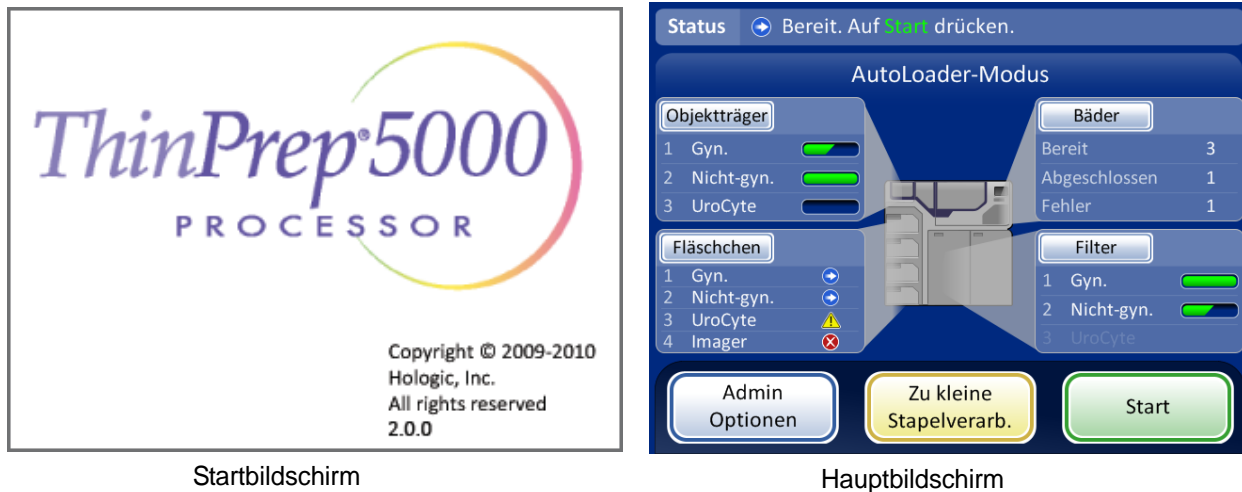 ThinPrep®5000
PROCESSOR
Copyright © 2009-2010
Hologic, Inc.
All rights reserved
2.0.0
Startbildschirm
Status Bereit. Auf Start drücken.
AutoLoader-Modus
Objektträger
1 Gyn.
2 Nicht-gyn.
3 UroCyte
Bäder
Bereit 3
Abgeschlossen 1
Fehler 1
Fläschchen
1 Gyn.
2 Nicht-gyn.
3 UroCyte
4 Imager
Filter
1 Gyn.
2 Nicht-gyn.
3 UroCyte
Admin
Optionen
Zu kleine
Stapelverarb.
Start
Hauptbildschirm